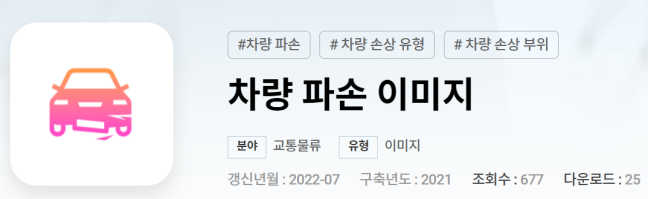 #차량 파손 # 차량 손상 유형 # 차량 손상 부위
차량 파손 이미지
분야 교통물류 유형 이미지
갱신년월 : 2022-07 구축년도 : 2021 조회수 : 677 다운로드 : 25